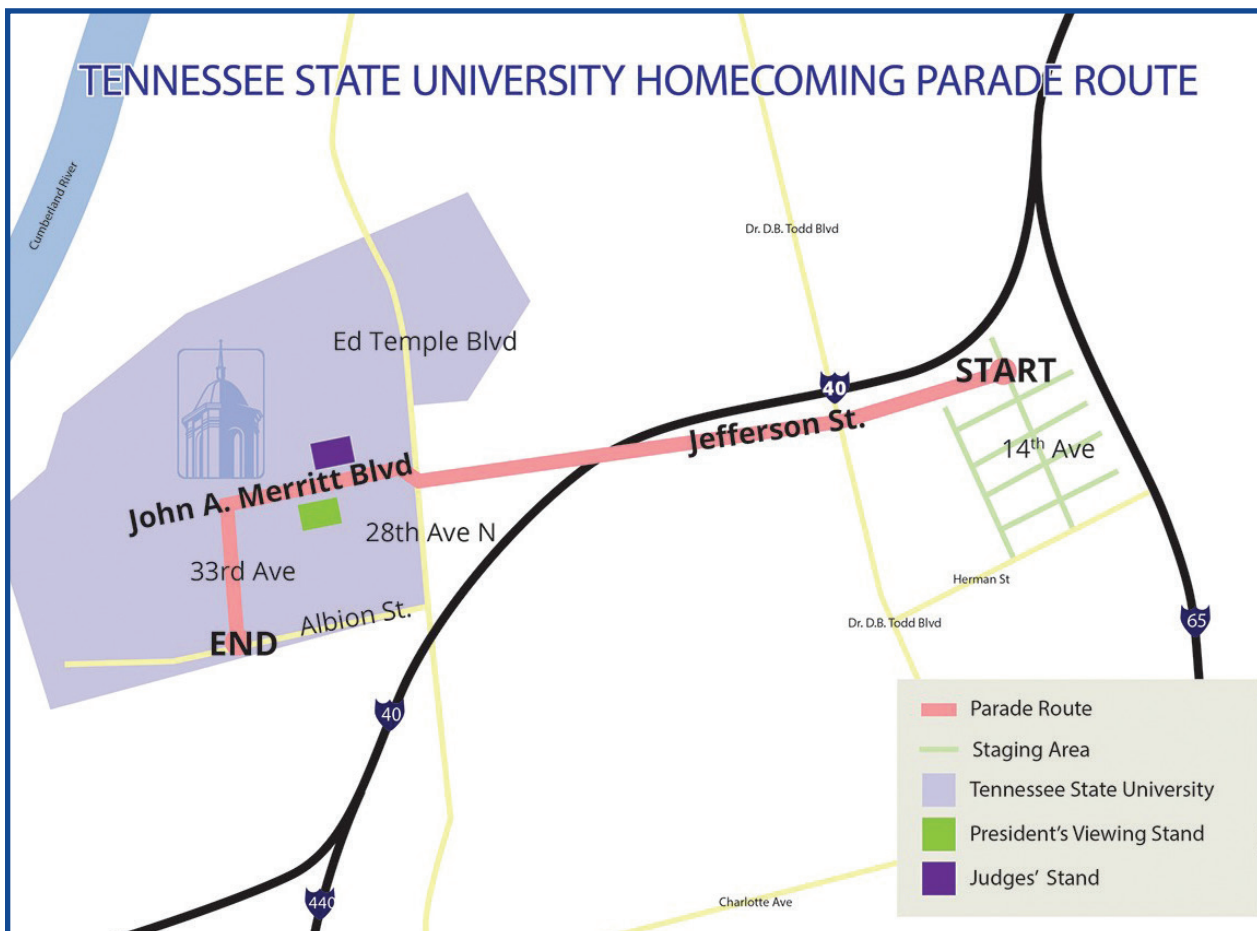 TENNESSEE STATE UNIVERSITY HOMECOMING PARADE ROUTE
Cumberland River
Dr. D.B. Todd Blvd
Ed Temple Blvd
START
40
Jefferson St.
14th Ave
John A. Merritt Blvd
28th Ave N
33rd Ave
Herman St
Albion St.
Dr. D.B. Todd Blvd
65
END
40
Parade Route
Staging Area
Tennessee State University
President's Viewing Stand
Judges' Stand
440
Charlotte Ave